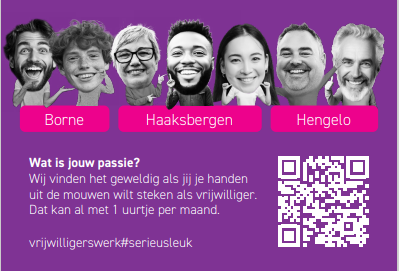 Borne
Haaksbergen
Hengelo
Wat is jouw passie?
Wij vinden het geweldig als jij je handen
uit de mouwen wilt steken als vrijwilliger.
Dat kan al met 1 uurtje per maand.
vrijwilligerswerk#serieusleuk